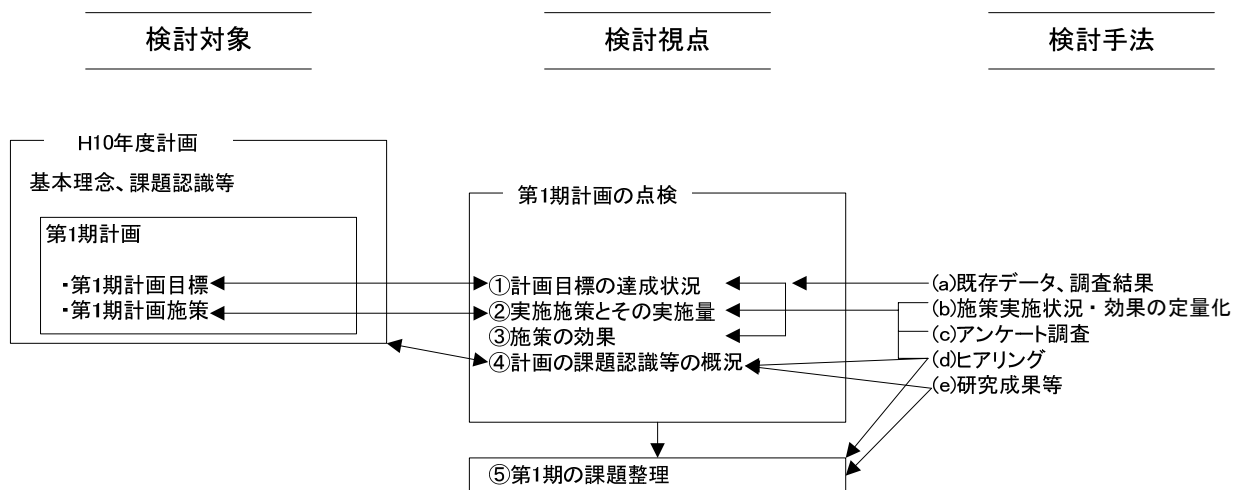 検討対象
検討視点
検討手法
H10年度計画
基本理念、課題認識等
第1期計画
・第1期計画目標
・第1期計画施策
第1期計画の点検
①計画目標の達成状況
②実施施策とその実施量
③施策の効果
④計画の課題認識等の概況
(a)既存データ、調査結果
(b)施策実施状況・効果の定量化
(c)アンケート調査
(d)ヒアリング
(e)研究成果等
⑤第1期の課題整理